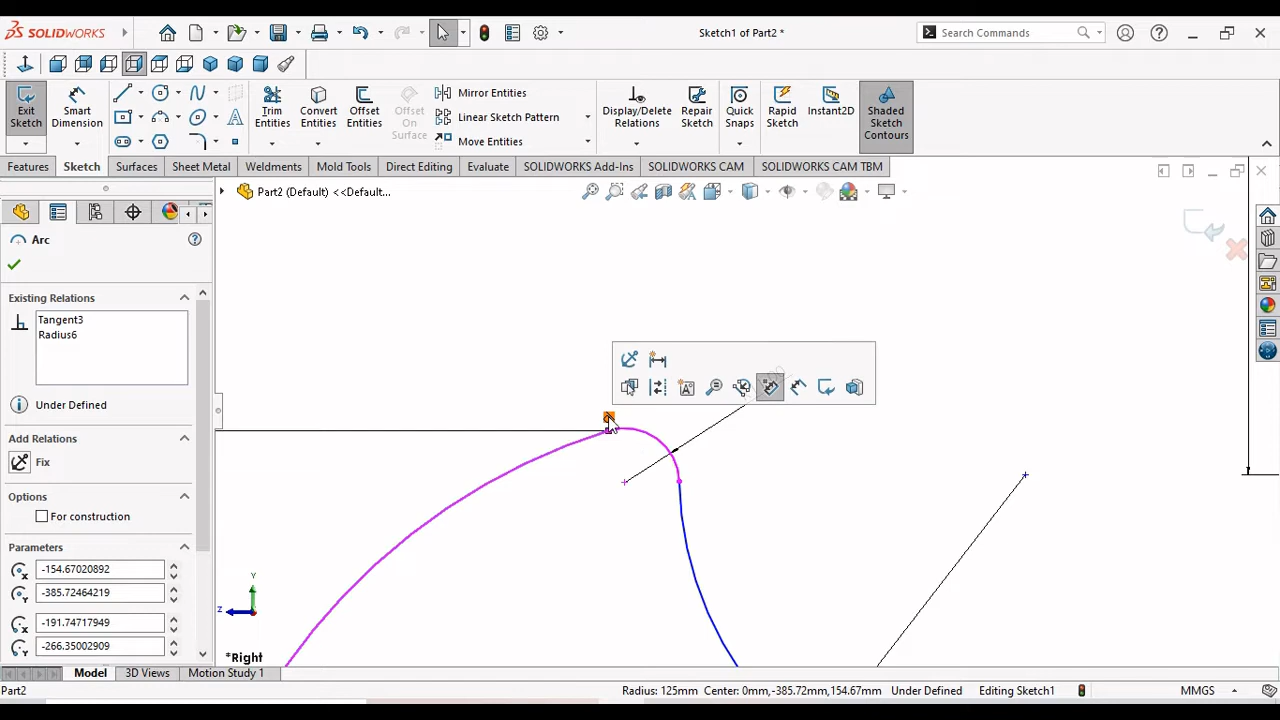 SOLIDWORKS
Sketch1 of Part2 *
Search Commands
Exit Sketch
Smart Dimension
Trim Entities
Convert Entities
Offset Entities
Offset On Surface
Mirror Entities
Linear Sketch Pattern
Move Entities
Display/Delete Relations
Repair Sketch
Quick Snaps
Rapid Sketch
Instant2D
Shaded Sketch Contours
Features
Sketch
Surfaces
Sheet Metal
Weldments
Mold Tools
Direct Editing
Evaluate
SOLIDWORKS Add-Ins
SOLIDWORKS CAM
SOLIDWORKS CAM TBM
Part2 (Default) <<Default...
Arc
Existing Relations
Tangent3
Radius6
Under Defined
Add Relations
Fix
Options
For construction
Parameters
-154.67020892
-385.72464219
-191.74717949
-266.35002909
Y
Z
*Right
Model
3D Views
Motion Study 1
Part2
Radius: 125mm Center: 0mm,-385.72mm,154.67mm Under Defined Editing Sketch1 MMGS